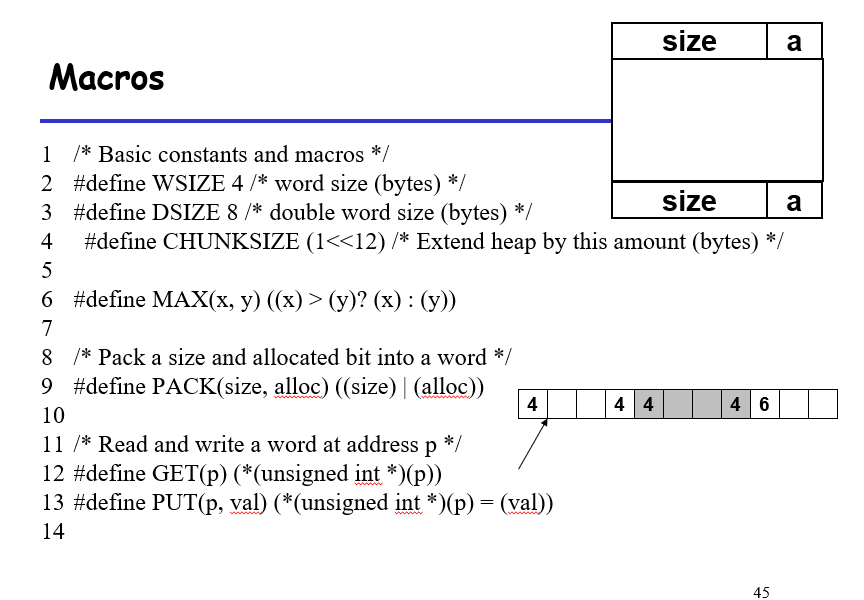 size a
Macros
size a
1 /* Basic constants and macros */
2 #define WSIZE 4 /* word size (bytes) */
3 #define DSIZE 8 /* double word size (bytes) */
4 #define CHUNKSIZE (1<<12) /* Extend heap by this amount (bytes) */
5
6 #define MAX(x, y) ((x) > (y)? (x) : (y))
7
8 /* Pack a size and allocated bit into a word */
9 #define PACK(size, alloc) ((size) | (alloc))
4 4 4 4 6
10
11 /* Read and write a word at address p */
12 #define GET(p) (*(unsigned int *)(p))
13 #define PUT(p, val) (*(unsigned int *)(p) = (val))
14
45